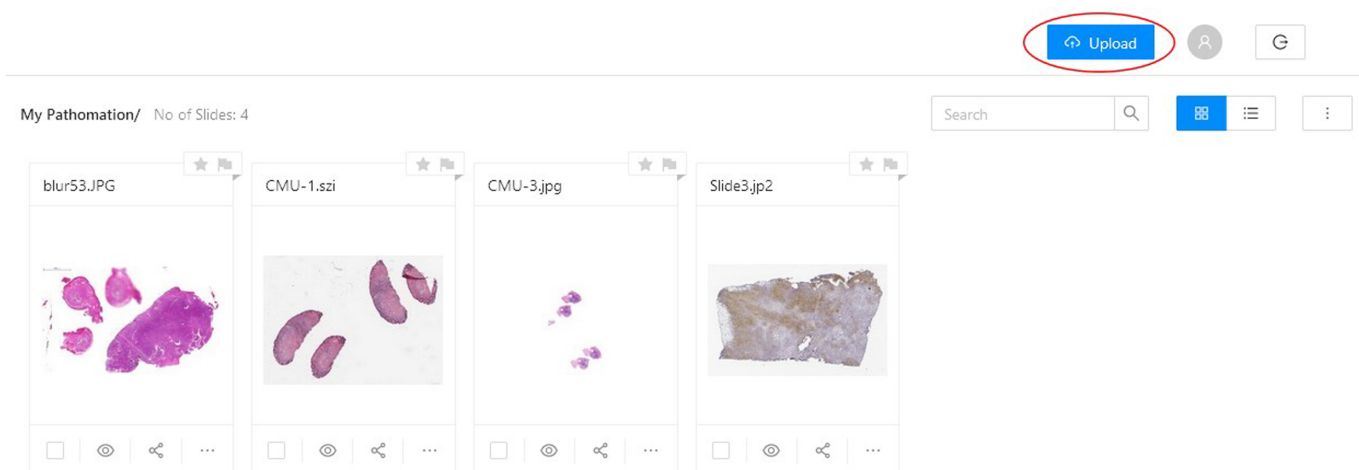 Upload
My Pathomation/ No of Slides: 4
Search
blur53.JPG
CMU-1.szi
CMU-3.jpg
Slide3.jp2